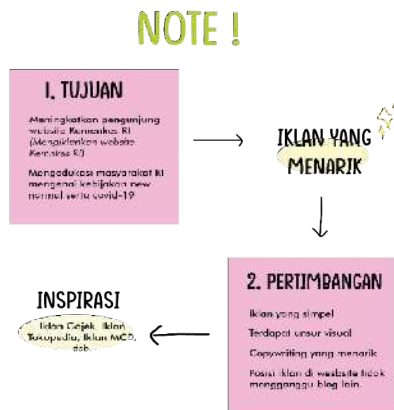 NOTE !
1. TUJUAN
Meningkatkan pengunjung
website Kemenkes RI
(Mengiklankan website
Kemenkes RI)
Mengedukasi masyarakat RI
mengenai kebijakan new
normal serta covid-19
IKLAN YANG
MENARIK
2. PERTIMBANGAN
Iklan yang simpel
Terdapat unsur visual
Copywriting yang menarik
Posisi iklan di website tidak
mengganggu blog lain.
INSPIRASI
Iklan Gojek, Iklan
Tokopedia, Iklan MCD,
dsb.